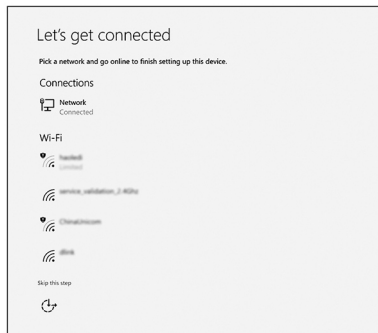 Let's get connected
Pick a network and go online to finish setting up this device.
Connections
Network
Connected
Wi-Fi
Limited
service_validation_2.4Ghz
ChinaUnicom
dlink
Skip this step